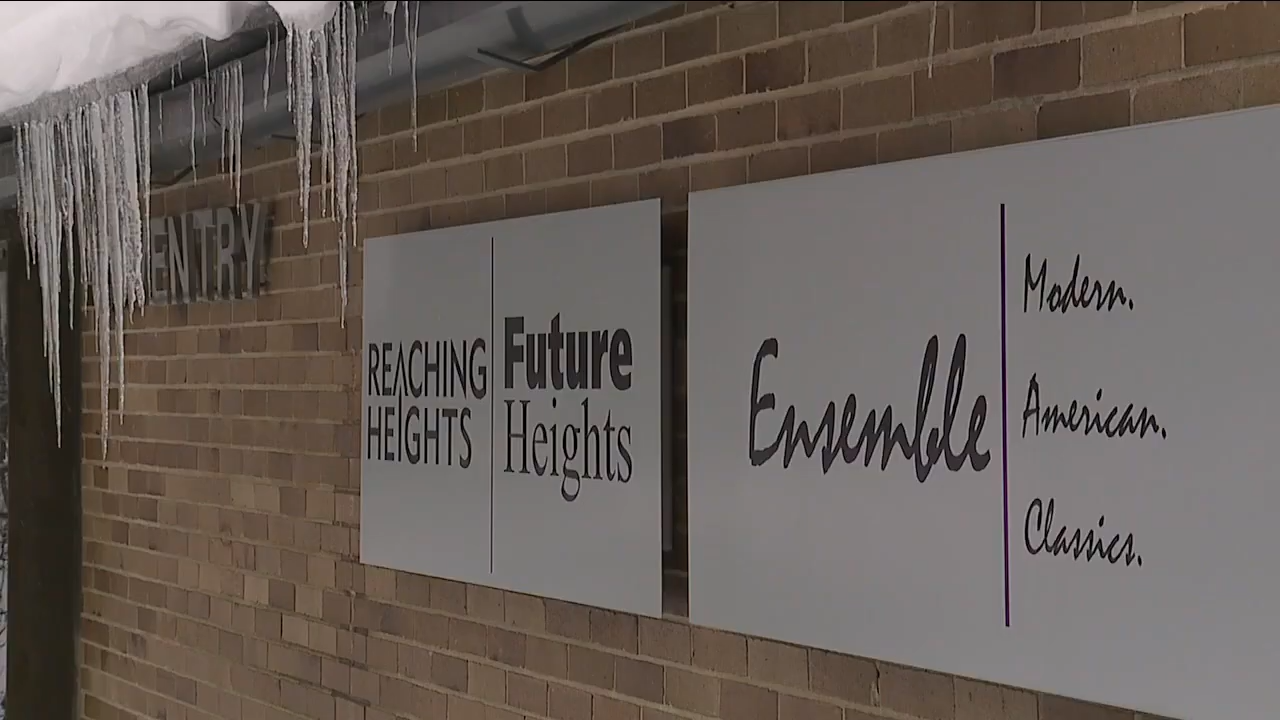 ENTRY
REACHING
HEIGHTS
Future
Heights
Ensemble
Modern.
American.
Classics.